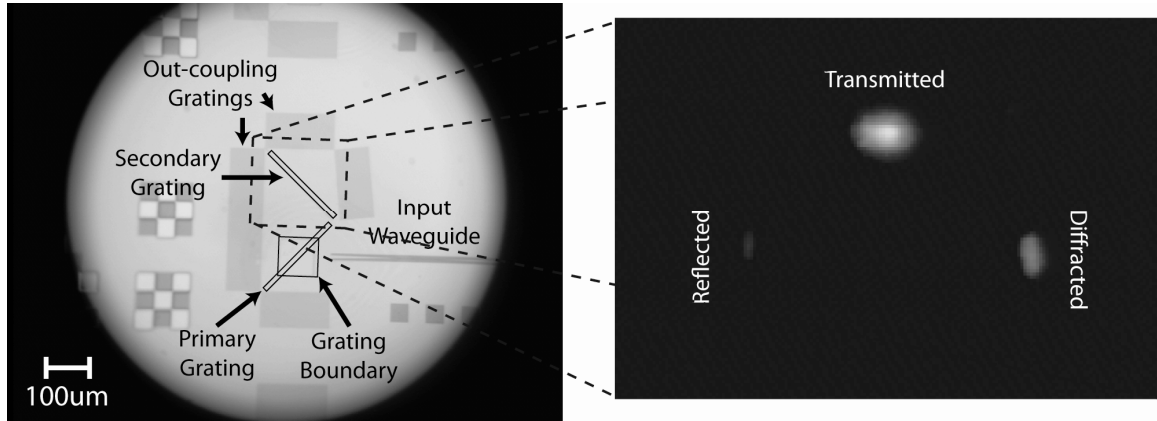 Out-coupling
Gratings
Secondary
Grating
Input
Waveguide
Primary
Grating
Grating
Boundary
100um
Transmitted
Reflected
Diffracted